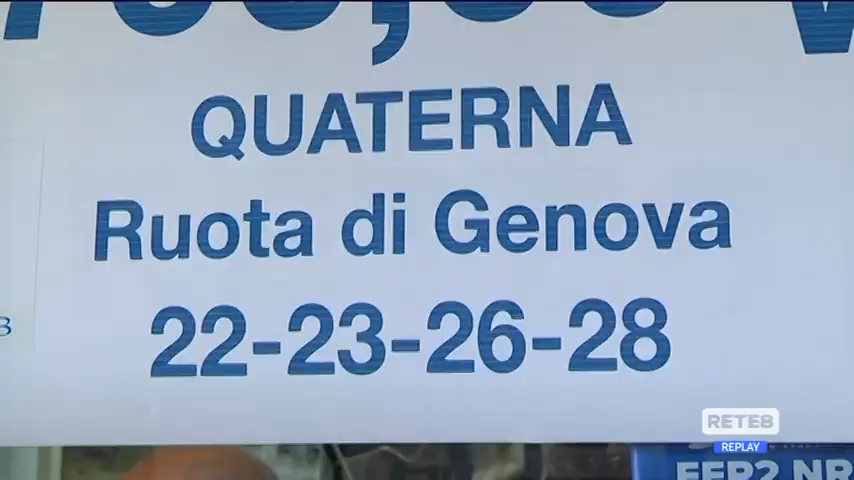 QUATERNA
Ruota di Genova
22-23-26-28
RETE8
REPLAY